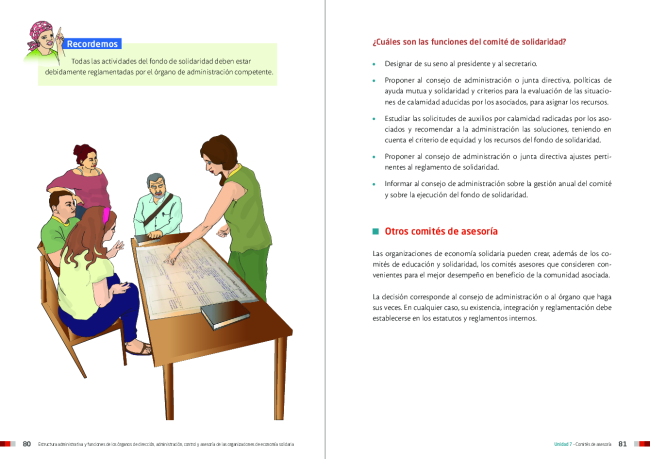 Recordemos
Todas las actividades del fondo de solidaridad deben estar
debidamente reglamentadas por el órgano de administración competente.
80 Estructura administrativa y funciones de los órganos de dirección, administración, control y asesoría de las organizaciones de economía solidaria
¿Cuáles son las funciones del comité de solidaridad?
• Designar de su seno al presidente y al secretario.
• Proponer al consejo de administración o junta directiva, políticas de
ayuda mutua y solidaridad y criterios para la evaluación de las situacio-
nes de calamidad aducidas por los asociados, para asignar los recursos.
• Estudiar las solicitudes de auxilios por calamidad radicadas por los aso-
ciados y recomendar a la administración las soluciones, teniendo en
cuenta el criterio de equidad y los recursos del fondo de solidaridad.
• Proponer al consejo de administración o junta directiva ajustes perti-
nentes al reglamento de solidaridad.
• Informar al consejo de administración sobre la gestión anual del comité
y sobre la ejecución del fondo de solidaridad.
Otros comités de asesoría
Las organizaciones de economía solidaria pueden crear, además de los co-
mités de educación y solidaridad, los comités asesores que consideren con-
venientes para el mejor desempeño en beneficio de la comunidad asociada.
La decisión corresponde al consejo de administración o al órgano que haga
sus veces. En cualquier caso, su existencia, integración y reglamentación debe
establecerse en los estatutos y reglamentos internos.
Unidad 7 - Comités de asesoría 81